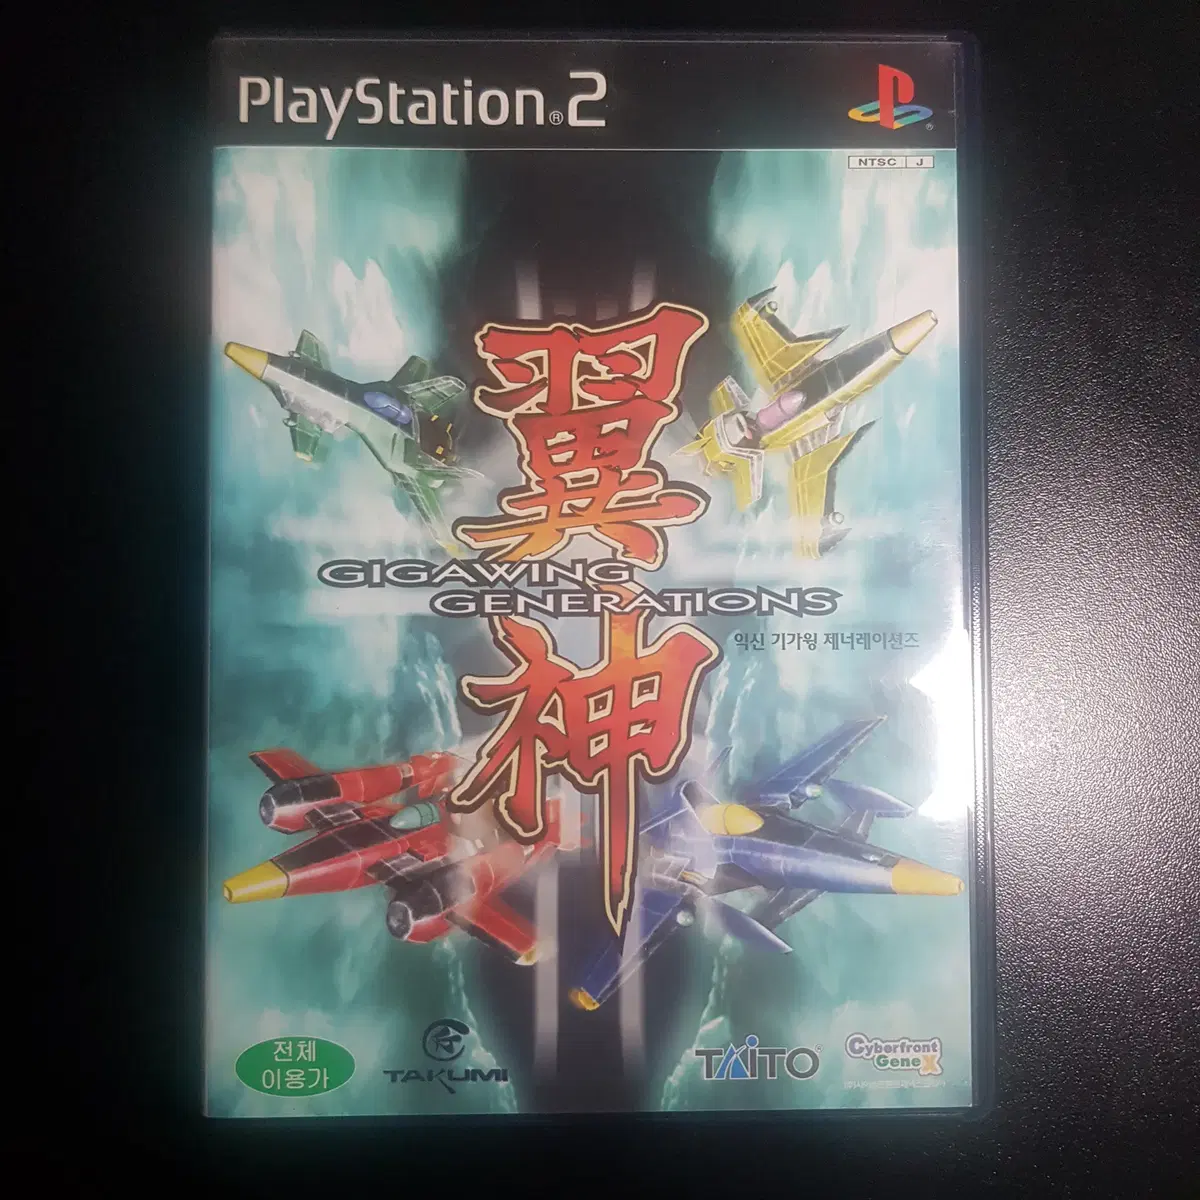 PlayStation®2
NTSC J
翼神
GIGAWING
GENERATIONS
익신 기가윙 제너레이션즈
전체
이용가
TAKUMI
TAITO®
Cyberfront
GeneX